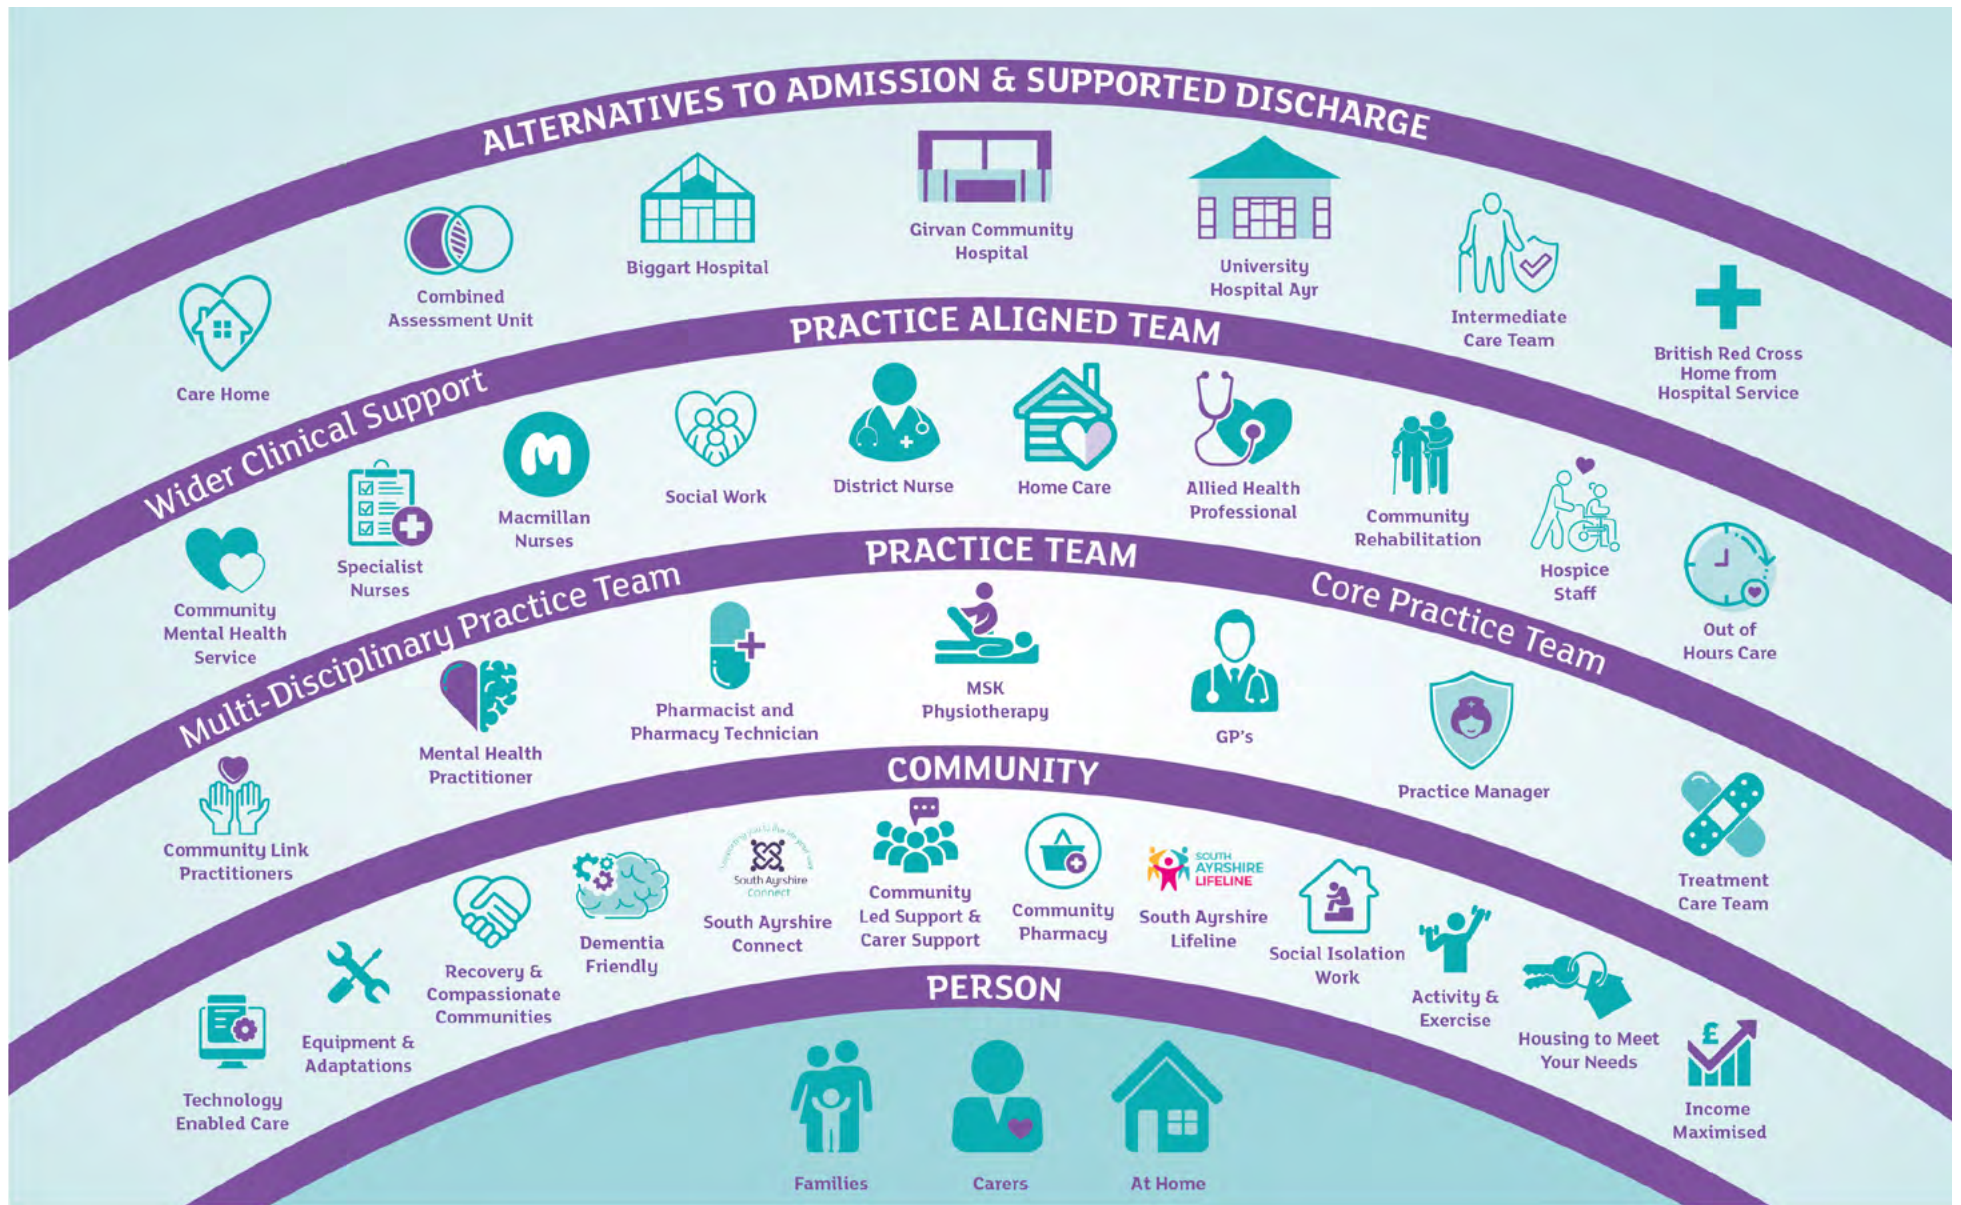 ALTERNATIVES TO ADMISSION & SUPPORTED DISCHARGE
Care Home
Combined
Assessment Unit
Biggart Hospital
Girvan Community
Hospital
University
Hospital Ayr
Intermediate
Care Team
British Red Cross
Home from
Hospital Service
Wider Clinical Support
PRACTICE ALIGNED TEAM
Community
Mental Health
Service
Specialist
Nurses
Macmillan
Nurses
Social Work
District Nurse
Home Care
Allied Health
Professional
Community
Rehabilitation
Hospice
Staff
Out of
Hours Care
Multi-Disciplinary Practice Team
PRACTICE TEAM
Core Practice Team
Community Link
Practitioners
Mental Health
Practitioner
Pharmacist and
Pharmacy Technician
MSK
Physiotherapy
GP's
Practice Manager
Treatment
Care Team
COMMUNITY
Technology
Enabled Care
Equipment &
Adaptations
Recovery &
Compassionate
Communities
Dementia
Friendly
South Ayrshire
Connect
South Ayrshire
Connect
Community
Led Support &
Carer Support
Community
Pharmacy
SOUTH
AYRSHIRE
LIFELINE
South Ayrshire
Lifeline
Social Isolation
Work
Activity &
Exercise
Housing to Meet
Your Needs
£
Income
Maximised
PERSON
Families
Carers
At Home